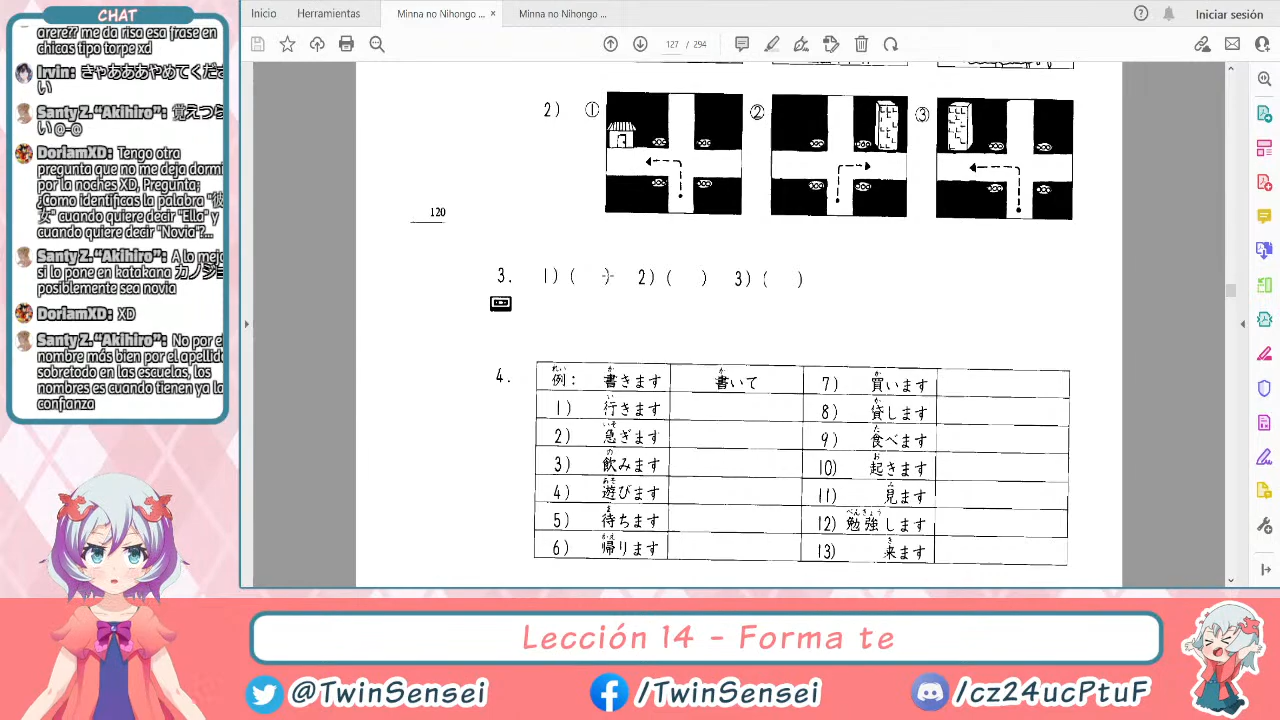 CHAT
arere?? me da risa esa frase en
chicas tipo torpe xd
Irvin: きゃああああやめてくださ
い
Santy Z."Akihiro": 覚えつら
い @-@
DorlamXD: Tengo otra
pregunta que no me deja dormi
por la noches XD, Pregunta;
¿Como identificas la palabra "彼
女" cuando quiere decir "Ella" y
cuando quiere decir "Novia"?...
Santy Z."Akihiro": A lo mejo
si lo pone en katakana カノジョ
posiblemente sea novia
DorlamXD: XD
Santy Z."Akihiro": No por el
nombre más bien por el apellid
sobretodo en las escuelas, los
nombres es cuando tienen ya la
confianza
Inicio Herramientas Minna no Nihongo ... × Minna no Nihongo ... Iniciar sesión
127 / 294
2) ① ② ③
120
3. 1) ( ) 2) ( ) 3) ( )
4. 例: 書きます 書いて 7) 買います
1) 行きます 8) 貸します
2) 急ぎます 9) 食べます
3) 飲みます 10) 起きます
4) 遊びます 11) 見ます
5) 待ちます 12) 勉強します
6) 帰ります 13) 来ます
Lección 14 - Forma te
@TwinSensei /TwinSensei /cz24ucPtuF